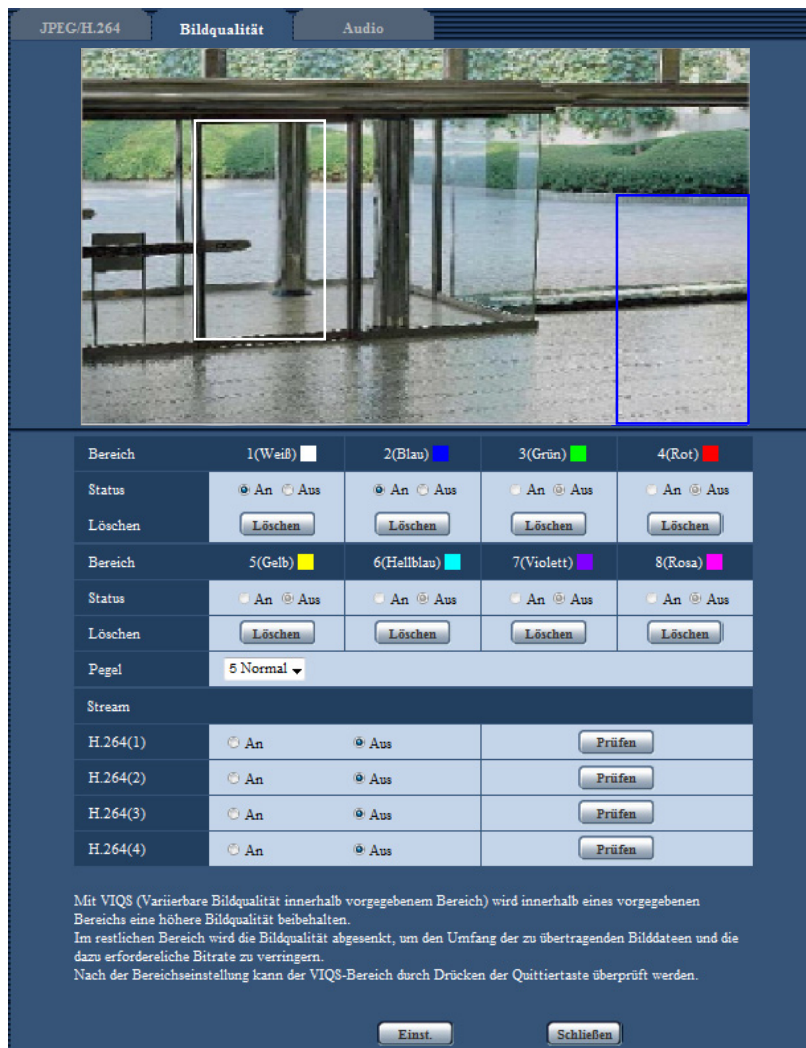 JPEG/H.264 Bildqualität Audio
Bereich 1(Weiß) 2(Blau) 3(Grün) 4(Rot)
Status An Aus An Aus An Aus An Aus
Löschen Löschen Löschen Löschen Löschen
Bereich 5(Gelb) 6(Hellblau) 7(Violett) 8(Rosa)
Status An Aus An Aus An Aus An Aus
Löschen Löschen Löschen Löschen Löschen
Pegel 5 Normal
Stream
H.264(1) An Aus Prüfen
H.264(2) An Aus Prüfen
H.264(3) An Aus Prüfen
H.264(4) An Aus Prüfen
Mit VIQS (Variierbare Bildqualität innerhalb vorgegebenem Bereich) wird innerhalb eines vorgegebenen
Bereichs eine höhere Bildqualität beibehalten.
Im restlichen Bereich wird die Bildqualität abgesenkt, um den Umfang der zu übertragenden Bilddateen und die
dazu erfordereliche Bitrate zu verringern.
Nach der Bereichseinstellung kann der VIQS-Bereich durch Drücken der Quittiertaste überprüft werden.
Einst. Schließen